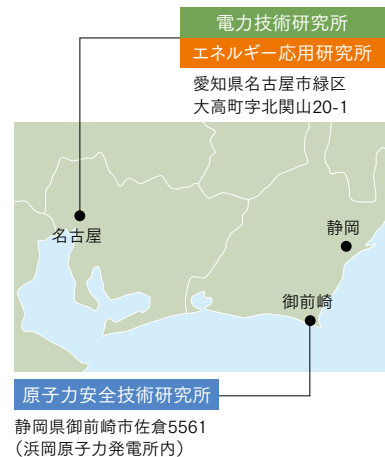 電力技術研究所
エネルギー応用研究所
愛知県名古屋市緑区
大高町字北関山20-1
名古屋
静岡
御前崎
原子力安全技術研究所
静岡県御前崎市佐倉5561
（浜岡原子力発電所内）